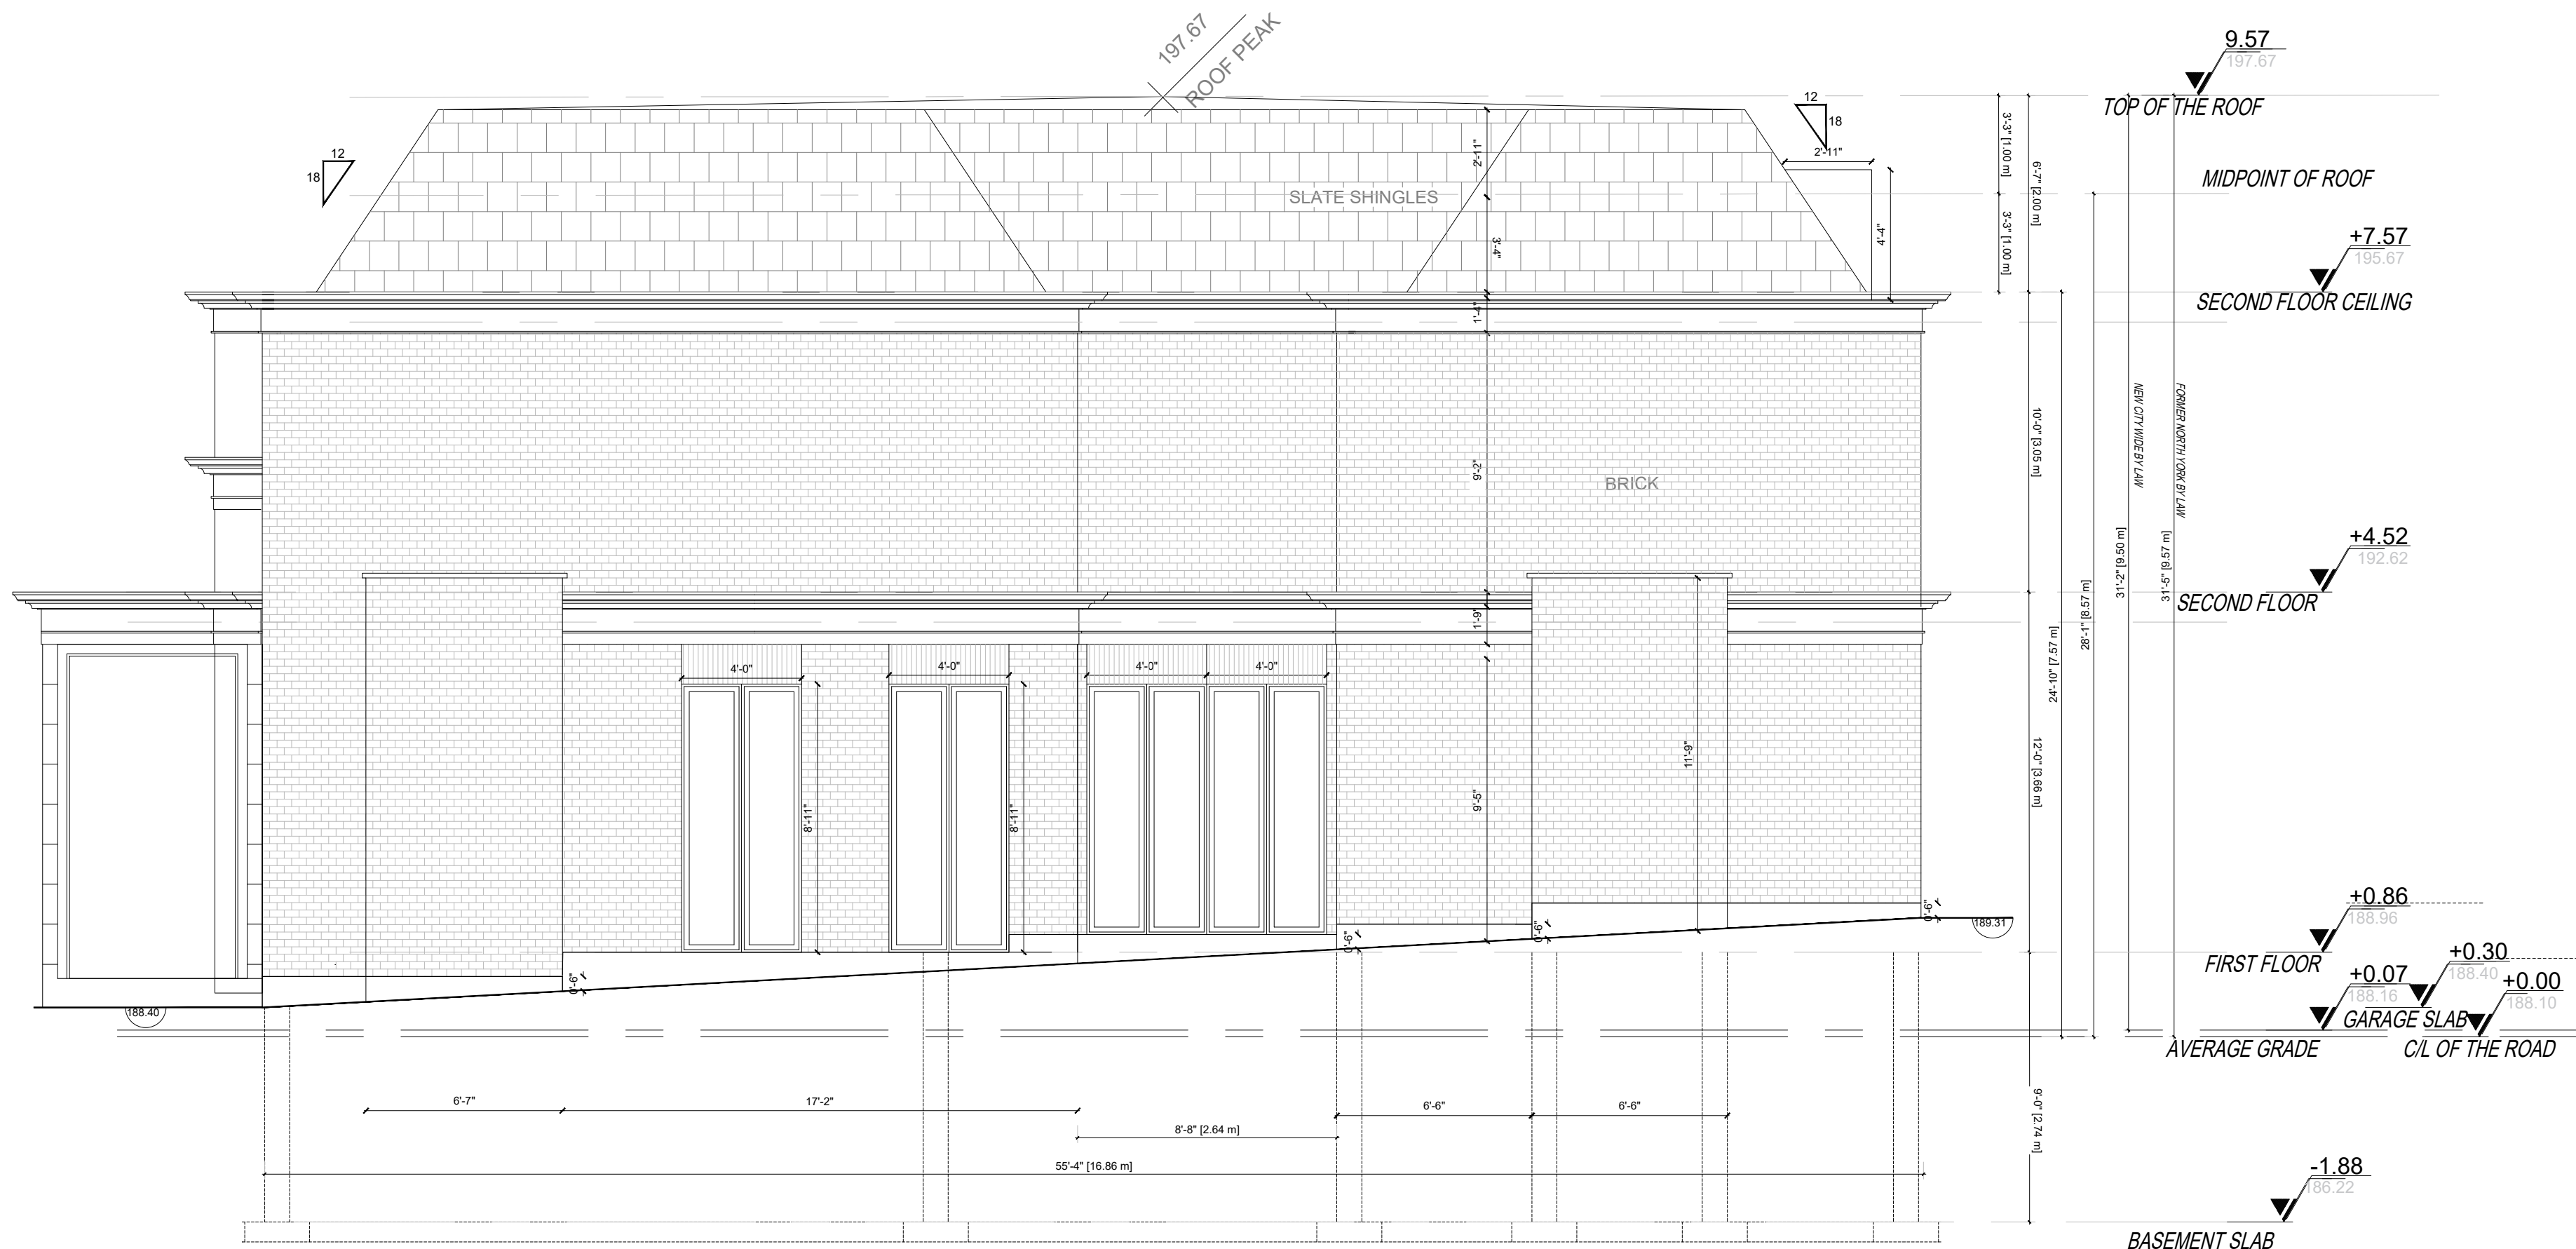 197.67
ROOF PEAK
9.57
197.67
TOP OF THE ROOF
12
18
12
18
2'-11"
2'-11"
4'-4"
SLATE SHINGLES
3'-4"
3'-3" [1.00 m]
6'-7" [2.00 m]
3'-3" [1.00 m]
MIDPOINT OF ROOF
+7.57
195.67
SECOND FLOOR CEILING
1'-4"
9'-2"
BRICK
10'-0" [3.05 m]
NEW CITY WIDE BY LAW
FORMER NORTH YORK BY LAW
31'-2" [9.50 m]
31'-5" [9.57 m]
+4.52
192.62
SECOND FLOOR
28'-1" [8.57 m]
24'-10" [7.57 m]
1'-9"
4'-0"
4'-0"
4'-0"
4'-0"
8'-11"
8'-11"
9'-5"
11'-9"
12'-0" [3.66 m]
+0.86
188.96
FIRST FLOOR
+0.30
188.40
GARAGE SLAB
+0.07
188.16
AVERAGE GRADE
+0.00
188.10
C/L OF THE ROAD
0'-6"
0'-6"
0'-6"
0'-6"
189.31
188.40
6'-7"
17'-2"
6'-6"
6'-6"
8'-8" [2.64 m]
55'-4" [16.86 m]
9'-0" [2.74 m]
-1.88
186.22
BASEMENT SLAB